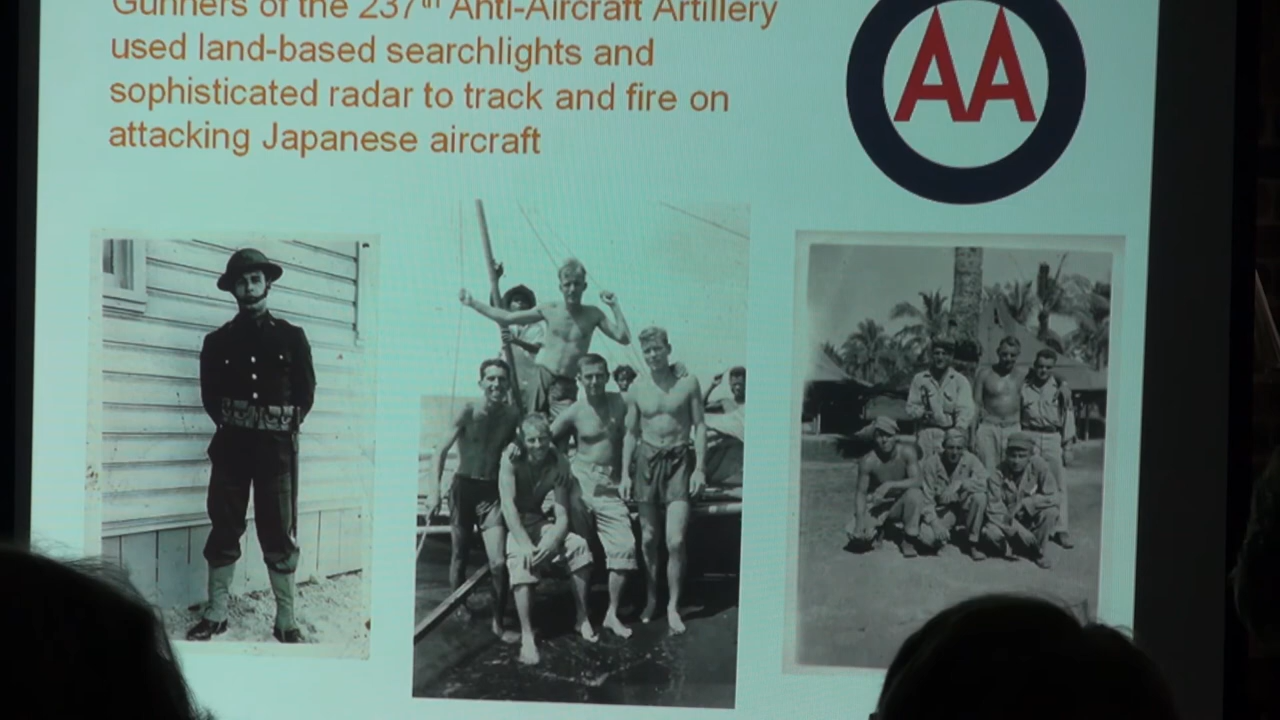 Gunners of the 237th Anti-Aircraft Artillery
used land-based searchlights and
sophisticated radar to track and fire on
attacking Japanese aircraft
AA